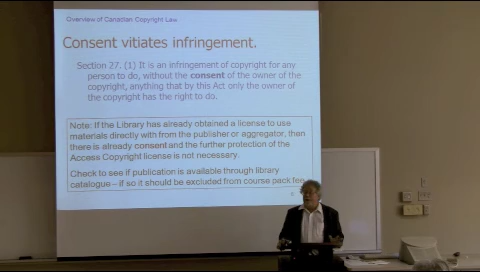 Overview of Canadian Copyright Law
Consent vitiates infringement.
Section 27. (1) It is an infringement of copyright for any
person to do, without the consent of the owner of the
copyright, anything that by this Act only the owner of
the copyright has the right to do.
Note: If the Library has already obtained a license to use
materials directly with from the publisher or aggregator, then
there is already consent and the further protection of the
Access Copyright license is not necessary.
Check to see if publication is available through library
catalogue – if so it should be excluded from course pack fee